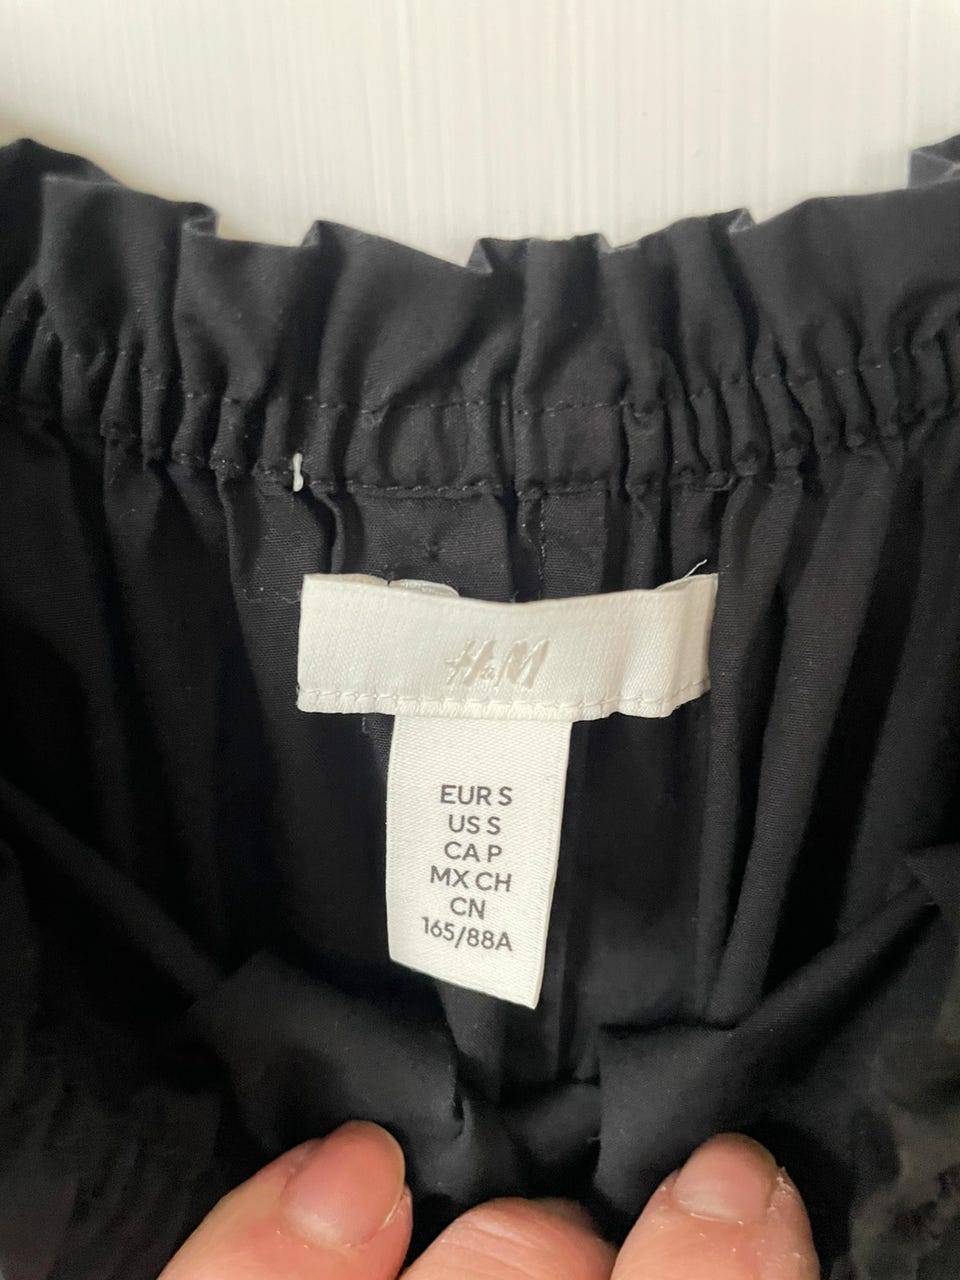 H&M
EUR S
US S
CA P
MX CH
CN
165/88A